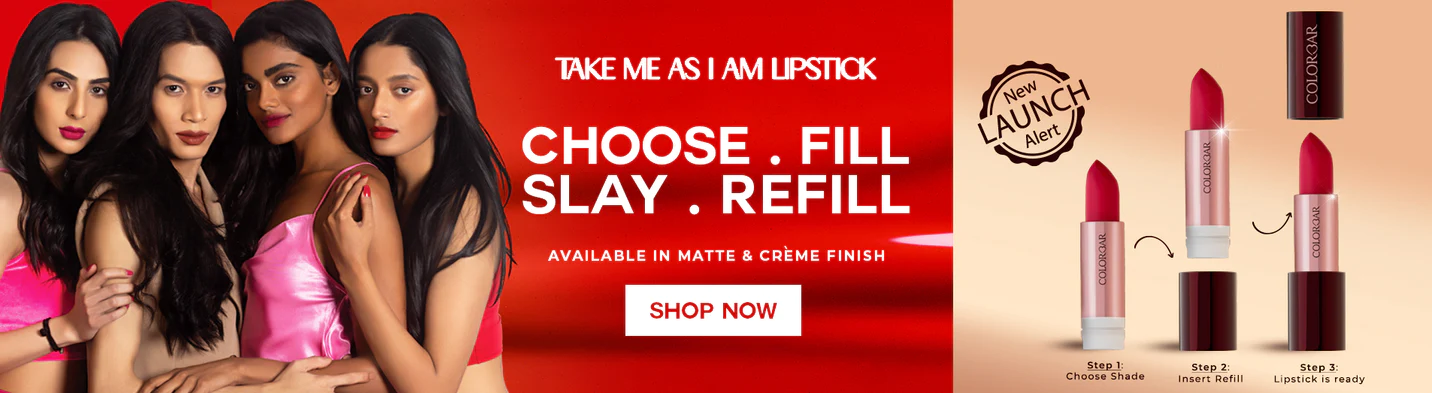 TAKE ME AS I AM LIPSTICK
CHOOSE . FILL
SLAY . REFILL
AVAILABLE IN MATTE & CRÈME FINISH
SHOP NOW
New
LAUNCH
Alert
COLORBAR
COLORBAR
COLORBAR
COLORBAR
Step 1:
Choose Shade
Step 2:
Insert Refill
Step 3:
Lipstick is ready